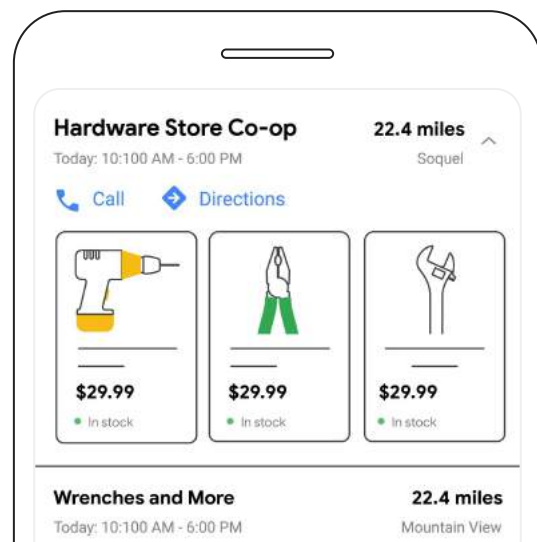 Hardware Store Co-op 22.4 miles
Today: 10:100 AM - 6:00 PM Soquel
Call Directions
$29.99 $29.99 $29.99
In stock In stock In stock
Wrenches and More 22.4 miles
Today: 10:100 AM - 6:00 PM Mountain View